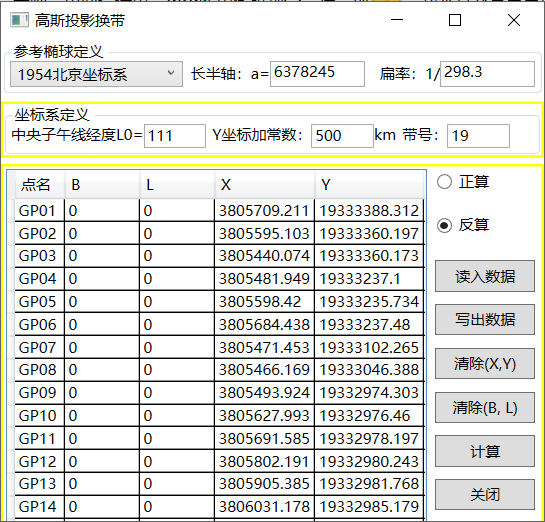 高斯投影换带
参考椭球定义
1954北京坐标系 长半轴：a= 6378245 扁率：1/ 298.3
坐标系定义
中央子午线经度L0= 111 Y坐标加常数： 500 km 带号： 19
点名 B L X Y
GP01 0 0 3805709.211 19333388.312
GP02 0 0 3805595.103 19333360.197
GP03 0 0 3805440.074 19333360.173
GP04 0 0 3805481.949 19333237.1
GP05 0 0 3805598.42 19333235.734
GP06 0 0 3805684.438 19333237.48
GP07 0 0 3805471.453 19333102.265
GP08 0 0 3805466.169 19333046.388
GP09 0 0 3805493.924 19332974.303
GP10 0 0 3805627.993 19332976.46
GP11 0 0 3805691.585 19332978.197
GP12 0 0 3805802.191 19332980.243
GP13 0 0 3805905.385 19332981.768
GP14 0 0 3806031.178 19332985.179
正算
反算
读入数据
写出数据
清除(X,Y)
清除(B, L)
计算
关闭